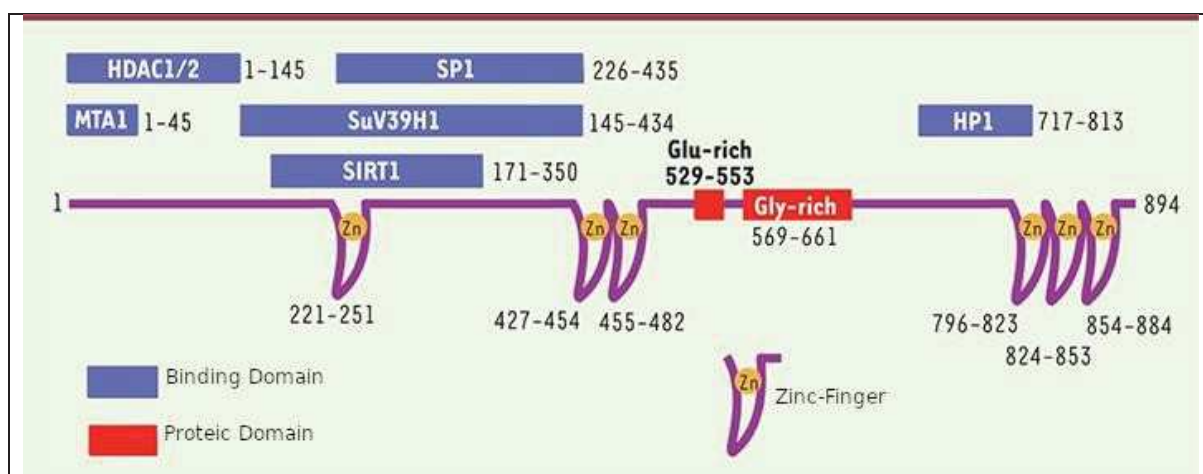 HDAC1/2 1-145 SP1 226-435
MTA1 1-45 SuV39H1 145-434 HP1 717-813
Glu-rich
SIRT1 171-350 529-553
1 Zn Zn Zn Gly-rich Zn Zn Zn 894
569-661
221-251 427-454 455-482 796-823 854-884
824-853
Binding Domain
Zn Zinc-Finger
Proteic Domain